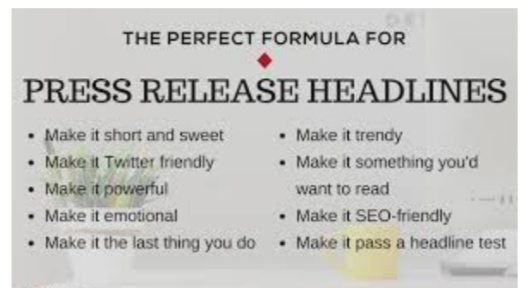 THE PERFECT FORMULA FOR
PRESS RELEASE HEADLINES
• Make it short and sweet
• Make it Twitter friendly
• Make it powerful
• Make it emotional
• Make it the last thing you do
• Make it trendy
• Make it something you'd
want to read
• Make it SEO-friendly
• Make it pass a headline test